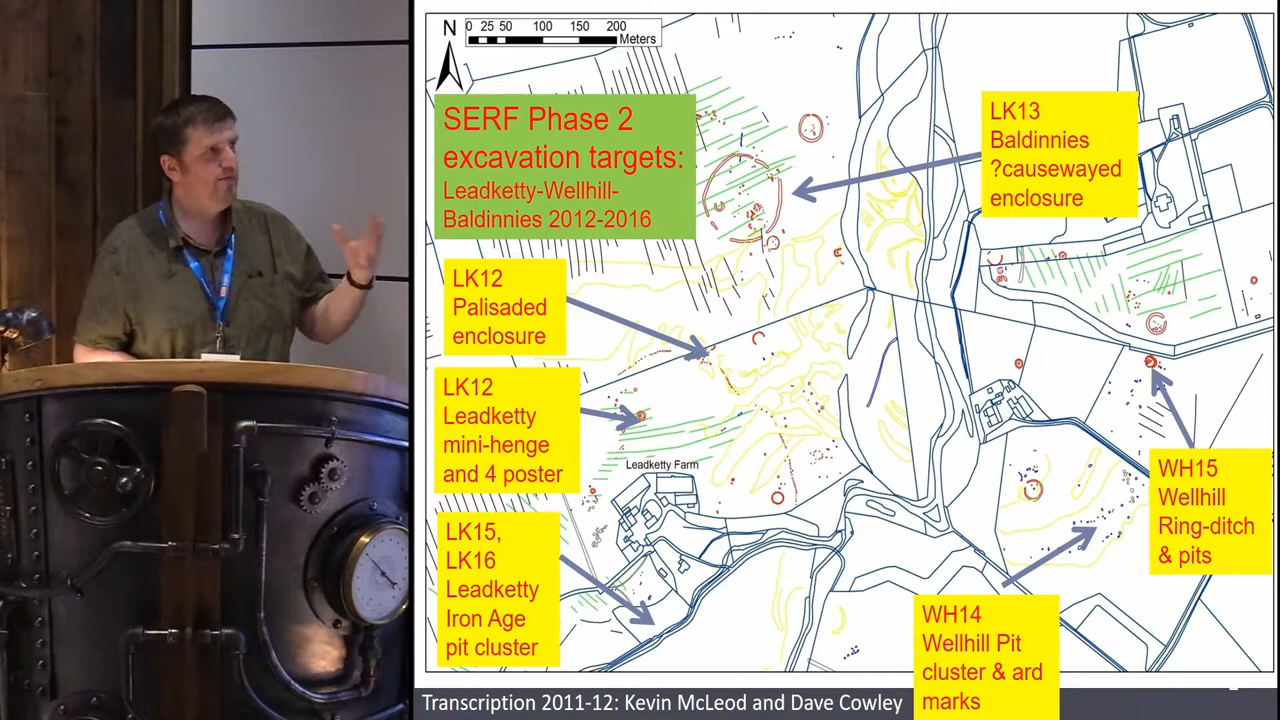 N
0 25 50 100 150 200
Meters
SERF Phase 2
excavation targets:
Leadketty-Wellhill-
Baldinnies 2012-2016
LK13
Baldinnies
?causewayed
enclosure
LK12
Palisaded
enclosure
LK12
Leadketty
mini-henge
and 4 poster
Leadketty Farm
LK15,
LK16
Leadketty
Iron Age
pit cluster
WH15
Wellhill
Ring-ditch
& pits
WH14
Wellhill Pit
cluster & ard
marks
Transcription 2011-12: Kevin McLeod and Dave Cowley